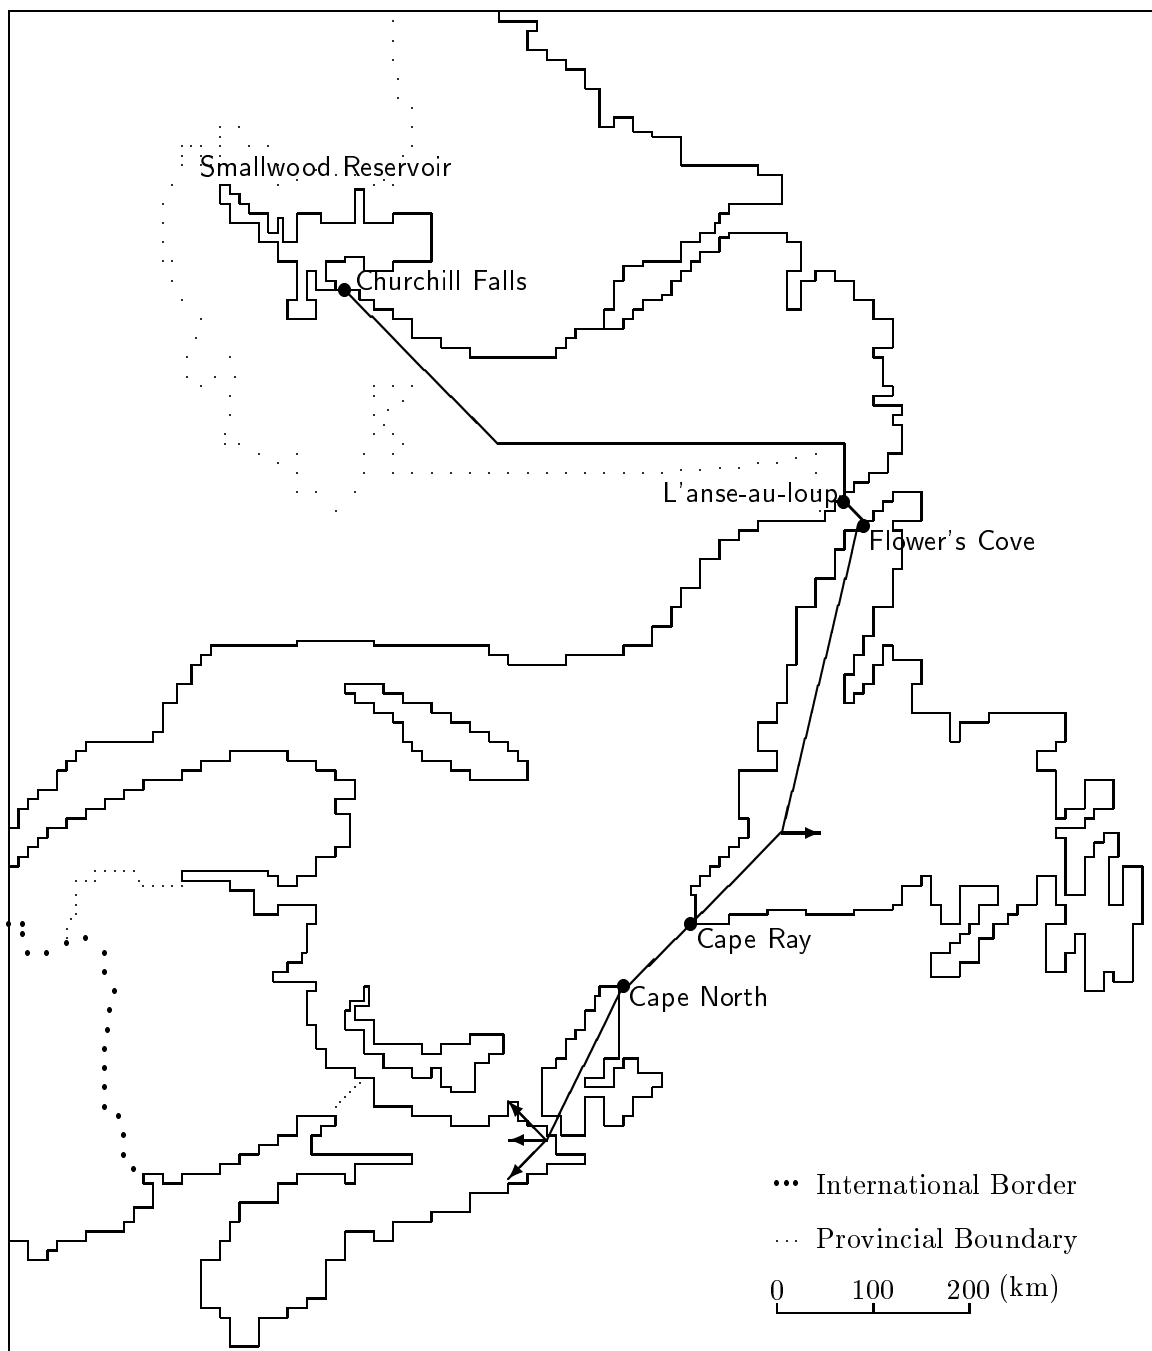 Smallwood Reservoir
Churchill Falls
L'anse-au-loup
Flower's Cove
Cape Ray
Cape North
International Border
Provincial Boundary
0 100 200 (km)